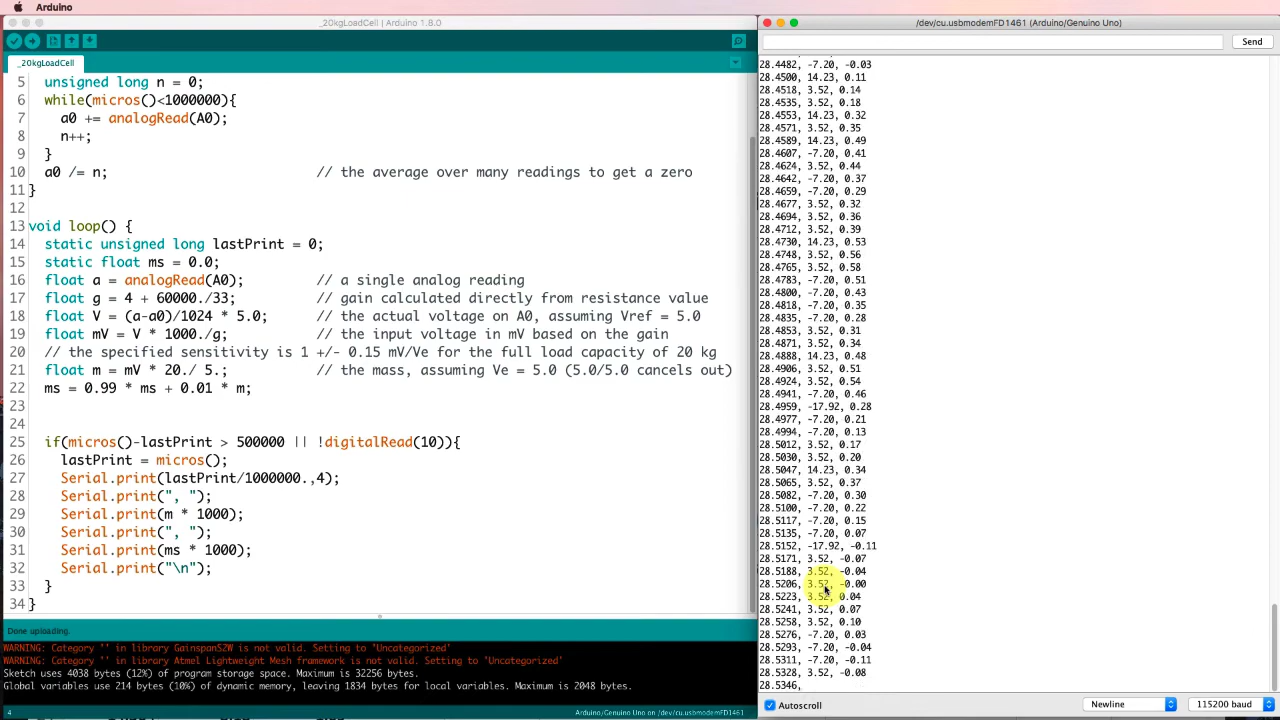 Arduino
_20kgLoadCell | Arduino 1.8.0
_20kgLoadCell
5 unsigned long n = 0;
6 while(micros()<1000000){
7 a0 += analogRead(A0);
8 n++;
9 }
10 a0 /= n; // the average over many readings to get a zero
11 }
12
13 void loop() {
14 static unsigned long lastPrint = 0;
15 static float ms = 0.0;
16 float a = analogRead(A0); // a single analog reading
17 float g = 4 + 60000./33; // gain calculated directly from resistance value
18 float V = (a-a0)/1024 * 5.0; // the actual voltage on A0, assuming Vref = 5.0
19 float mV = V * 1000./g; // the input voltage in mV based on the gain
20 // the specified sensitivity is 1 +/- 0.15 mV/Ve for the full load capacity of 20 kg
21 float m = mV * 20./ 5.; // the mass, assuming Ve = 5.0 (5.0/5.0 cancels out)
22 ms = 0.99 * ms + 0.01 * m;
23
24
25 if(micros()-lastPrint > 500000 || !digitalRead(10)){
26 lastPrint = micros();
27 Serial.print(lastPrint/1000000.,4);
28 Serial.print(", ");
29 Serial.print(m * 1000);
30 Serial.print(", ");
31 Serial.print(ms * 1000);
32 Serial.print("\n");
33 }
34 }
Done uploading.
WARNING: Category '' in library GainspanS2W is not valid. Setting to 'Uncategorized'
WARNING: Category '' in library Atmel Lightweight Mesh framework is not valid. Setting to 'Uncategorized'
Sketch uses 4038 bytes (12%) of program storage space. Maximum is 32256 bytes.
Global variables use 214 bytes (10%) of dynamic memory, leaving 1834 bytes for local variables. Maximum is 2048 bytes.
4
Arduino/Genuino Uno on /dev/cu.usbmodemFD1461
/dev/cu.usbmodemFD1461 (Arduino/Genuino Uno)
Send
28.4482, -7.20, -0.03
28.4500, 14.23, 0.11
28.4518, 3.52, 0.14
28.4535, 3.52, 0.18
28.4553, 14.23, 0.32
28.4571, 3.52, 0.35
28.4589, 14.23, 0.49
28.4607, -7.20, 0.41
28.4624, 3.52, 0.44
28.4642, -7.20, 0.37
28.4659, -7.20, 0.29
28.4677, 3.52, 0.32
28.4694, 3.52, 0.36
28.4712, 3.52, 0.39
28.4730, 14.23, 0.53
28.4748, 3.52, 0.56
28.4765, 3.52, 0.58
28.4783, -7.20, 0.51
28.4800, -7.20, 0.43
28.4818, -7.20, 0.35
28.4835, -7.20, 0.28
28.4853, 3.52, 0.31
28.4871, 3.52, 0.34
28.4888, 14.23, 0.48
28.4906, 3.52, 0.51
28.4924, 3.52, 0.54
28.4941, -7.20, 0.46
28.4959, -17.92, 0.28
28.4977, -7.20, 0.21
28.4994, -7.20, 0.13
28.5012, 3.52, 0.17
28.5030, 3.52, 0.20
28.5047, 14.23, 0.34
28.5065, 3.52, 0.37
28.5082, -7.20, 0.30
28.5100, -7.20, 0.22
28.5117, -7.20, 0.15
28.5135, -7.20, 0.07
28.5152, -17.92, -0.11
28.5171, 3.52, -0.07
28.5188, 3.52, -0.04
28.5206, 3.52, -0.00
28.5223, 3.52, 0.04
28.5241, 3.52, 0.07
28.5258, 3.52, 0.10
28.5276, -7.20, 0.03
28.5293, -7.20, -0.04
28.5311, -7.20, -0.11
28.5328, 3.52, -0.08
28.5346,
Autoscroll
Newline
115200 baud